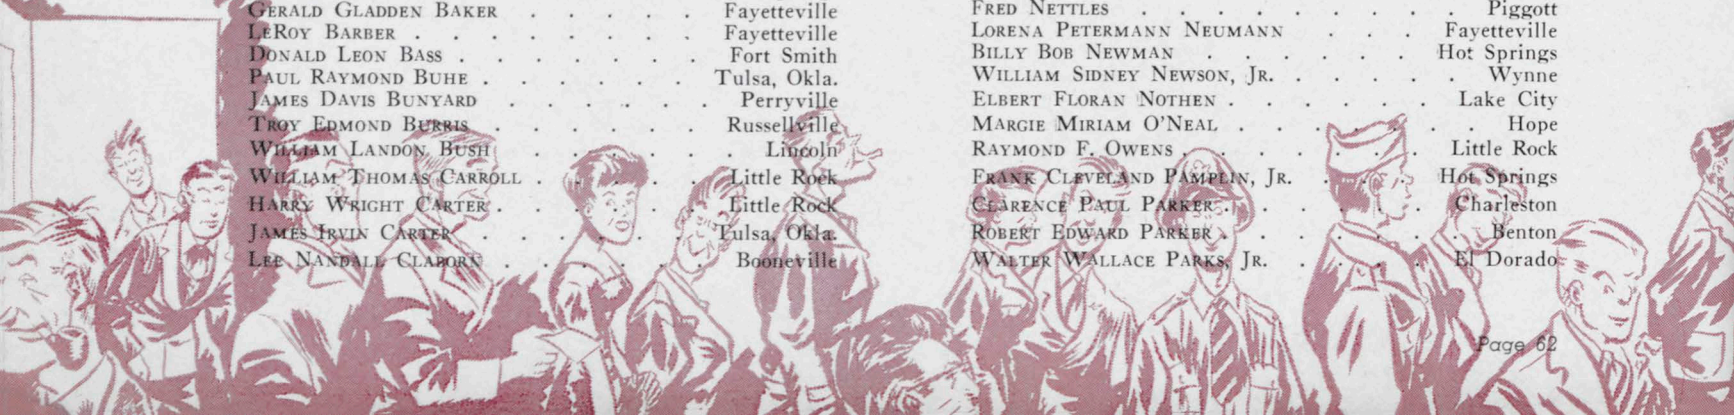 GERALD GLADDEN BAKER . . . . . . . Fayetteville
LEROY BARBER . . . . . . . . Fayetteville
DONALD LEON BASS . . . . . . . Fort Smith
PAUL RAYMOND BUHE . . . . . . Tulsa, Okla.
JAMES DAVIS BUNYARD . . . . . . Perryville
TROY EDMOND BURRIS . . . . . . Russellville
WILLIAM LANDON BUSH . . . . . . Lincoln
WILLIAM THOMAS CARROLL . . . . . Little Rock
HARRY WRIGHT CARTER . . . . . . Little Rock
JAMES IRVIN CARTER . . . . . . Tulsa, Okla.
LEE NANDALL CLABORN . . . . . . Booneville
FRED NETTLES . . . . . . . . . Piggott
LORENA PETERMANN NEUMANN . . . Fayetteville
BILLY BOB NEWMAN . . . . . . Hot Springs
WILLIAM SIDNEY NEWSON, JR. . . . . . Wynne
ELBERT FLORAN NOTHEN . . . . . . Lake City
MARGIE MIRIAM O'NEAL . . . . . . . Hope
RAYMOND F. OWENS . . . . . . . Little Rock
FRANK CLEVELAND PAMPLIN, JR. . . . Hot Springs
CLARENCE PAUL PARKER . . . . . . Charleston
ROBERT EDWARD PARKER . . . . . . Benton
WALTER WALLACE PARKS, JR. . . . . El Dorado
Page 62